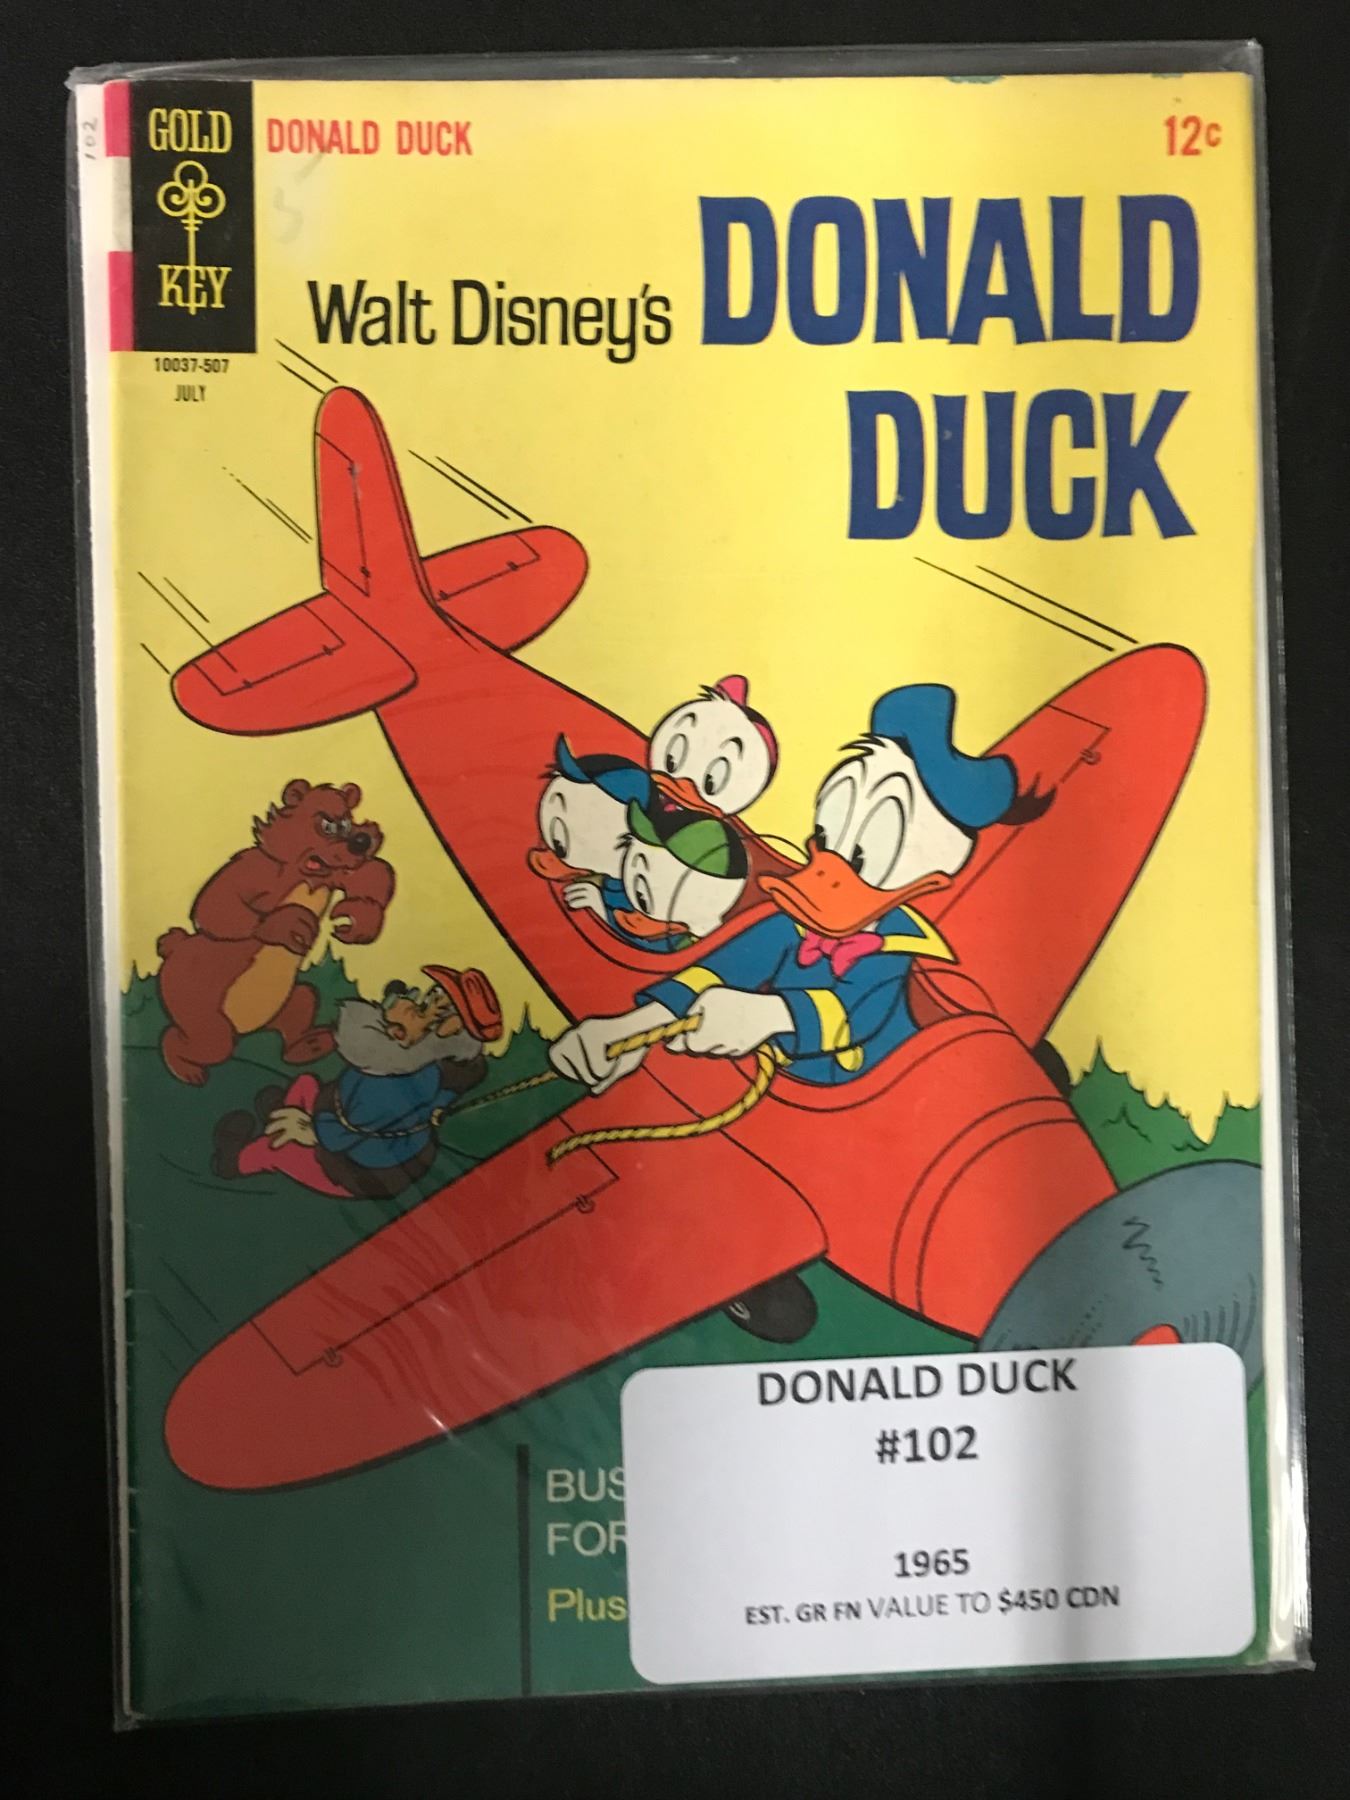 102
GOLD
KEY
DONALD DUCK
12c
Walt Disney's DONALD
DUCK
10037-507
JULY
BUS
FOR
Plus
DONALD DUCK
#102
1965
EST. GR FN VALUE TO $450 CDN